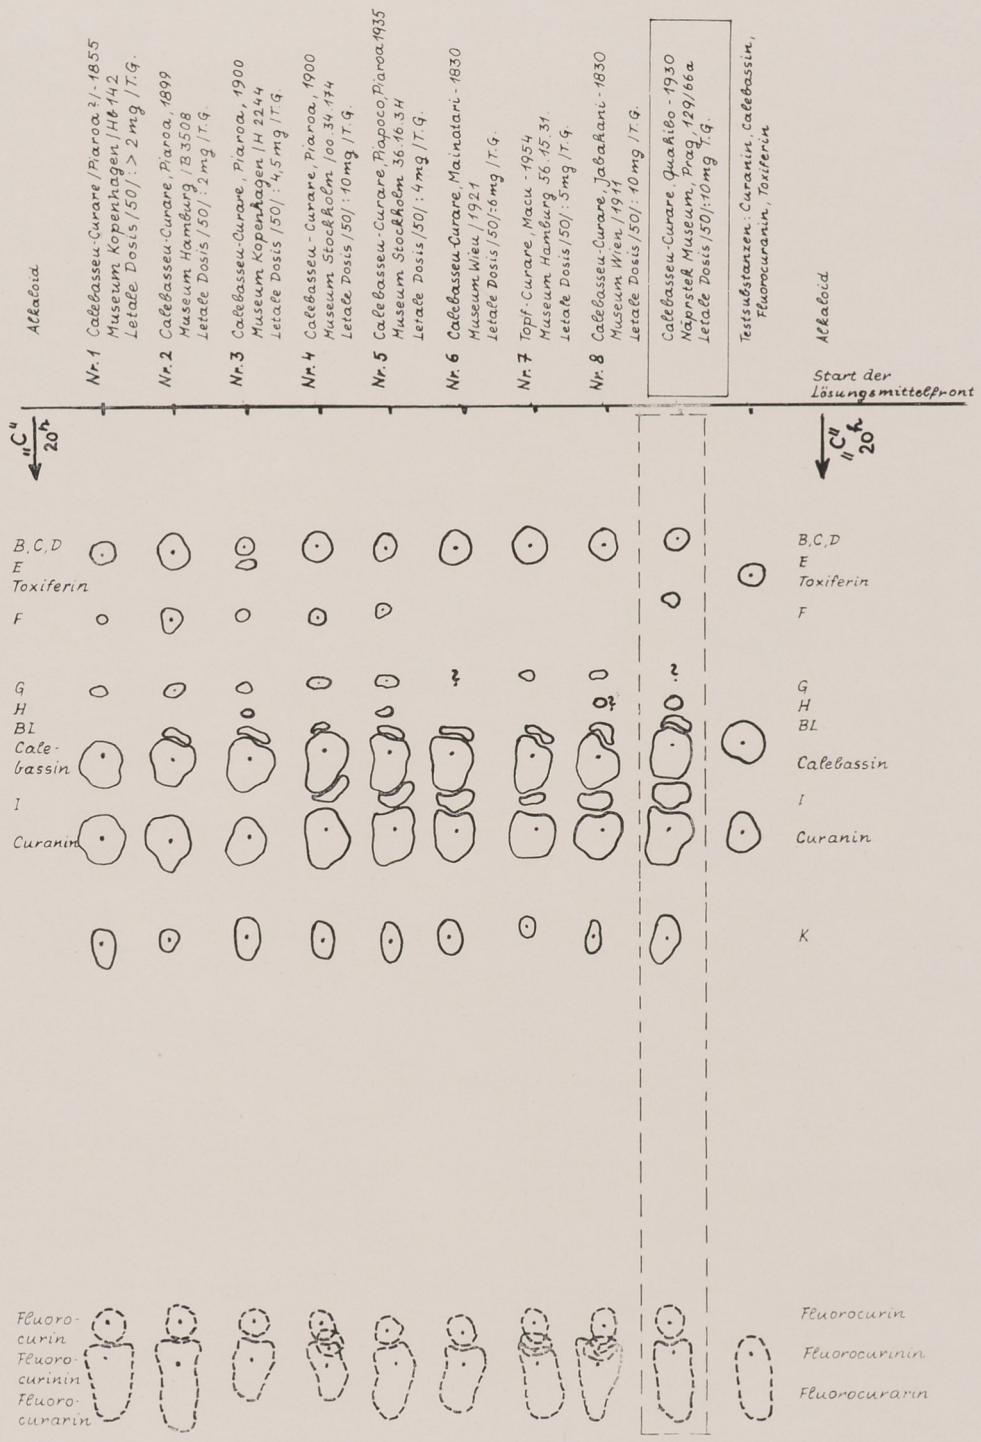 Alkaloid
Nr. 1 Calebasseu-Curare/Piaroa?/-1855
Museum Kopenhagen/Hb 142
Letale Dosis/50/:> 2 mg/T.G.
Nr. 2 Calebasseu-Curare, Piaroa, 1899
Museum Hamburg /B 3508
Letale Dosis/50/: 2 mg/T.G.
Nr. 3 Calebasseu-Curare, Piaroa, 1900
Museum Kopenhagen/H 2244
Letale Dosis/50/: 4,5 mg/T.G.
Nr. 4 Calebasseu-Curare, Piaroa, 1900
Museum Stockholm /00.34.174
Letale Dosis/50/: 10 mg/T.G.
Nr. 5 Calebasseu-Curare, Piapoco, Piaroa 1935
Museum Stockholm 36.16.34
Letale Dosis/50/: 4 mg/T.G.
Nr. 6 Calebasseu-Curare, Mainatari-1830
Museum Wieu/1921
Letale Dosis/50/:6 mg/T.G.
Nr. 7 Topf-Curare, Macu-1954
Museum Hamburg 56.15.31.
Letale Dosis/50/: 5 mg/T.G.
Nr. 8 Calebasseu-Curare, Jabahani-1830
Museum Wien/1911
Letale Dosis/50/: 10 mg/T.G.
Calebasseu-Curare, Quahibo-1930
Náprstek Museum, Prag, 129/66a
Letale Dosis/50/:10 mg T.G.
Testsubstanzen: Curanin, Calebassin,
Fluorocuranin, Toxiferin
Alkaloid
Start der
Lösungsmittelfront
"C"
20h
"C"
20h
B, C, D
E
Toxiferin
F
G
H
BL
Cale-
bassin
I
Curanin
?
?
?
B, C, D
E
Toxiferin
F
G
H
BL
Calebassin
I
Curanin
K
Fluoro-
curin
Fluoro-
curinin
Fluoro-
curarin
Fluorocurin
Fluorocurinin
Fluorocurarin